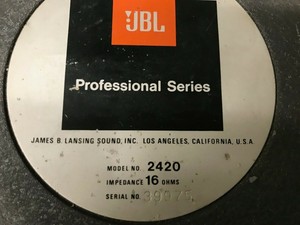 JBL
Professional Series
JAMES B. LANSING SOUND, INC. LOS ANGELES, CALIFORNIA, U.S.A.
MODEL NO. 2420
IMPEDANCE 16 OHMS
SERIAL NO.